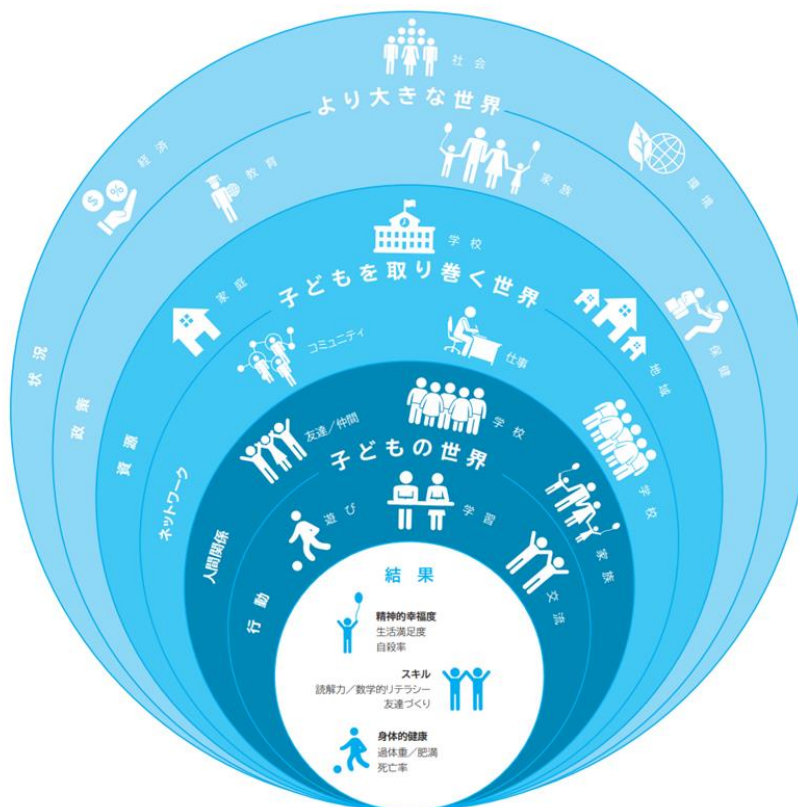 社会
より大きな世界
経済
教育
家族
環境
保健
状況
政策
学校
子どもを取り巻く世界
家庭
コミュニティ
仕事
地域
学校
資源
ネットワーク
友達／仲間
学校
子どもの世界
遊び
学習
家族
交流
人間関係
行動
結果
精神的幸福度
生活満足度
自殺率
スキル
読解力／数学的リテラシー
友達づくり
身体的健康
過体重／肥満
死亡率
$
%